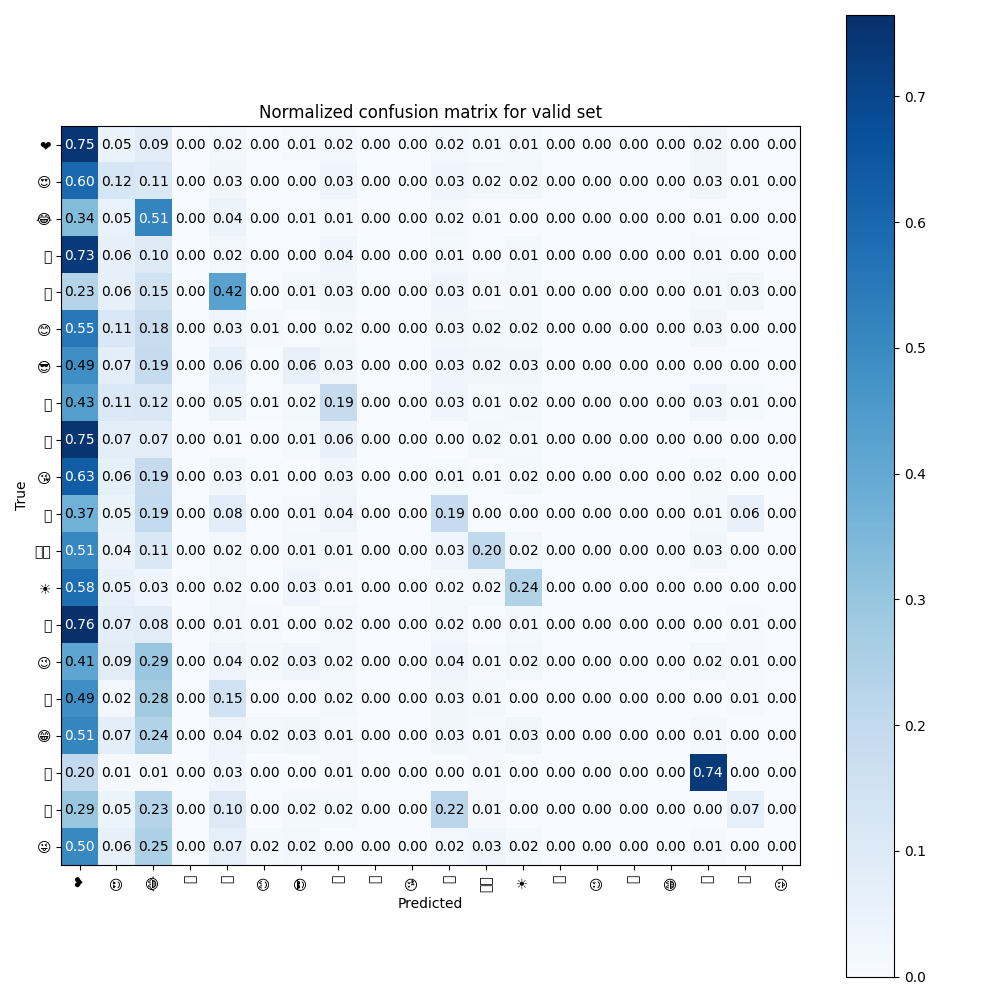 Normalized confusion matrix for valid set
❤ 0.75 0.05 0.09 0.00 0.02 0.00 0.01 0.02 0.00 0.00 0.02 0.01 0.01 0.00 0.00 0.00 0.00 0.02 0.00 0.00
😍 0.60 0.12 0.11 0.00 0.03 0.00 0.00 0.03 0.00 0.00 0.03 0.02 0.02 0.00 0.00 0.00 0.00 0.03 0.01 0.00
😂 0.34 0.05 0.51 0.00 0.04 0.00 0.01 0.01 0.00 0.00 0.02 0.01 0.00 0.00 0.00 0.00 0.00 0.01 0.00 0.00
0.73 0.06 0.10 0.00 0.02 0.00 0.00 0.04 0.00 0.00 0.01 0.00 0.01 0.00 0.00 0.00 0.00 0.01 0.00 0.00
0.23 0.06 0.15 0.00 0.42 0.00 0.01 0.03 0.00 0.00 0.03 0.01 0.01 0.00 0.00 0.00 0.00 0.01 0.03 0.00
😊 0.55 0.11 0.18 0.00 0.03 0.01 0.00 0.02 0.00 0.00 0.03 0.02 0.02 0.00 0.00 0.00 0.00 0.03 0.00 0.00
😎 0.49 0.07 0.19 0.00 0.06 0.00 0.06 0.03 0.00 0.00 0.03 0.02 0.03 0.00 0.00 0.00 0.00 0.00 0.00 0.00
0.43 0.11 0.12 0.00 0.05 0.01 0.02 0.19 0.00 0.00 0.03 0.01 0.02 0.00 0.00 0.00 0.00 0.03 0.01 0.00
0.75 0.07 0.07 0.00 0.01 0.00 0.01 0.06 0.00 0.00 0.00 0.02 0.01 0.00 0.00 0.00 0.00 0.00 0.00 0.00
😘 0.63 0.06 0.19 0.00 0.03 0.01 0.00 0.03 0.00 0.00 0.01 0.01 0.02 0.00 0.00 0.00 0.00 0.02 0.00 0.00
0.37 0.05 0.19 0.00 0.08 0.00 0.01 0.04 0.00 0.00 0.19 0.00 0.00 0.00 0.00 0.00 0.00 0.01 0.06 0.00
0.51 0.04 0.11 0.00 0.02 0.00 0.01 0.01 0.00 0.00 0.03 0.20 0.02 0.00 0.00 0.00 0.00 0.03 0.00 0.00
☀ 0.58 0.05 0.03 0.00 0.02 0.00 0.03 0.01 0.00 0.00 0.02 0.02 0.24 0.00 0.00 0.00 0.00 0.00 0.00 0.00
0.76 0.07 0.08 0.00 0.01 0.01 0.00 0.02 0.00 0.00 0.02 0.00 0.01 0.00 0.00 0.00 0.00 0.00 0.01 0.00
😉 0.41 0.09 0.29 0.00 0.04 0.02 0.03 0.02 0.00 0.00 0.04 0.01 0.02 0.00 0.00 0.00 0.00 0.02 0.01 0.00
0.49 0.02 0.28 0.00 0.15 0.00 0.00 0.02 0.00 0.00 0.03 0.01 0.00 0.00 0.00 0.00 0.00 0.00 0.01 0.00
😁 0.51 0.07 0.24 0.00 0.04 0.02 0.03 0.01 0.00 0.00 0.03 0.01 0.03 0.00 0.00 0.00 0.00 0.01 0.00 0.00
0.20 0.01 0.01 0.00 0.03 0.00 0.00 0.01 0.00 0.00 0.00 0.01 0.00 0.00 0.00 0.00 0.00 0.74 0.00 0.00
0.29 0.05 0.23 0.00 0.10 0.00 0.02 0.02 0.00 0.00 0.22 0.01 0.00 0.00 0.00 0.00 0.00 0.00 0.07 0.00
😜 0.50 0.06 0.25 0.00 0.07 0.02 0.02 0.00 0.00 0.00 0.02 0.03 0.02 0.00 0.00 0.00 0.00 0.01 0.00 0.00
❤ 😍 😂 😊 😎 😘 ☀ 😉 😁 😜
True
Predicted
0.7
0.6
0.5
0.4
0.3
0.2
0.1
0.0